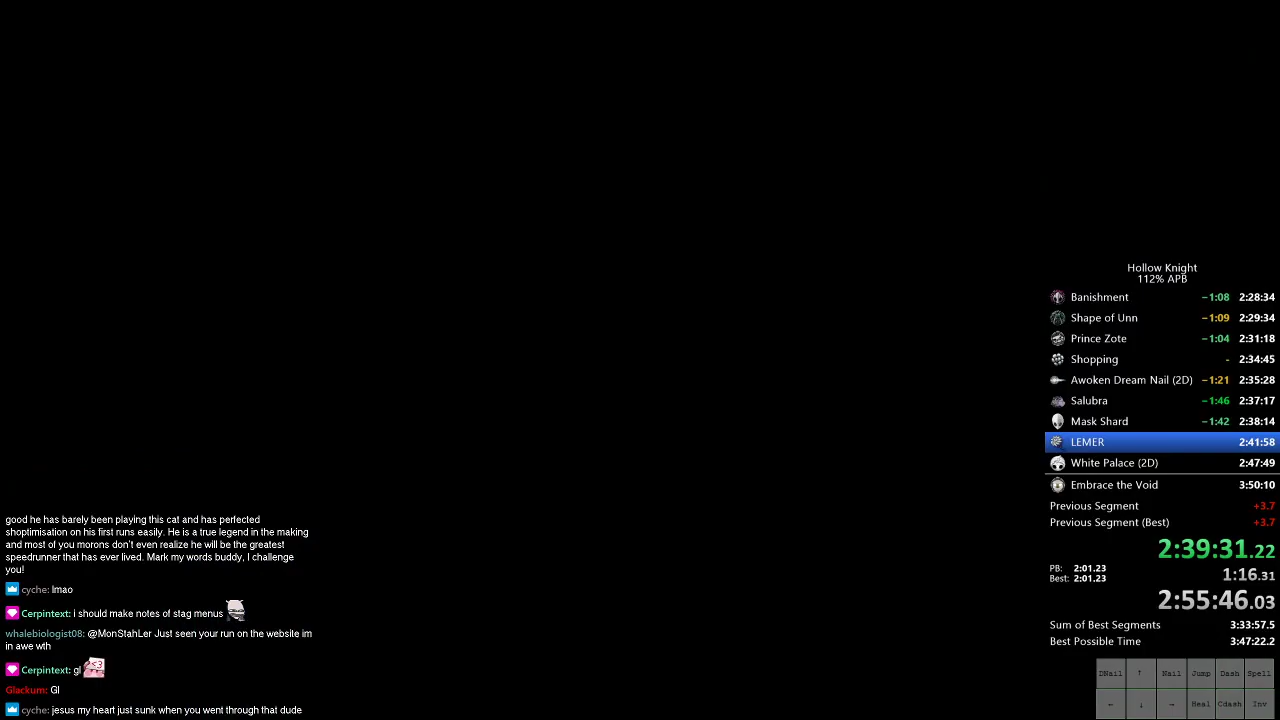 Hollow Knight
112% APB
Banishment −1:08 2:28:34
Shape of Unn −1:09 2:29:34
Prince Zote −1:04 2:31:18
Shopping - 2:34:45
Awoken Dream Nail (2D) −1:21 2:35:28
Salubra −1:46 2:37:17
Mask Shard −1:42 2:38:14
LEMER 2:41:58
White Palace (2D) 2:47:49
Embrace the Void 3:50:10
Previous Segment +3.7
Previous Segment (Best) +3.7
2:39:31.22
PB: 2:01.23
Best: 2:01.23
1:16.31
2:55:46.03
Sum of Best Segments 3:33:57.5
Best Possible Time 3:47:22.2
DNail ↑ Nail Jump Dash Spell
← ↓ → Heal Cdash Inv
good he has barely been playing this cat and has perfected
shoptimisation on his first runs easily. He is a true legend in the making
and most of you morons don't even realize he will be the greatest
speedrunner that has ever lived. Mark my words buddy, I challenge
you!
cyche: lmao
Cerpintext: i should make notes of stag menus
whalebiologist08: @MonStahLer Just seen your run on the website im
in awe wth
Cerpintext: gl
Glackum: Gl
cyche: jesus my heart just sunk when you went through that dude